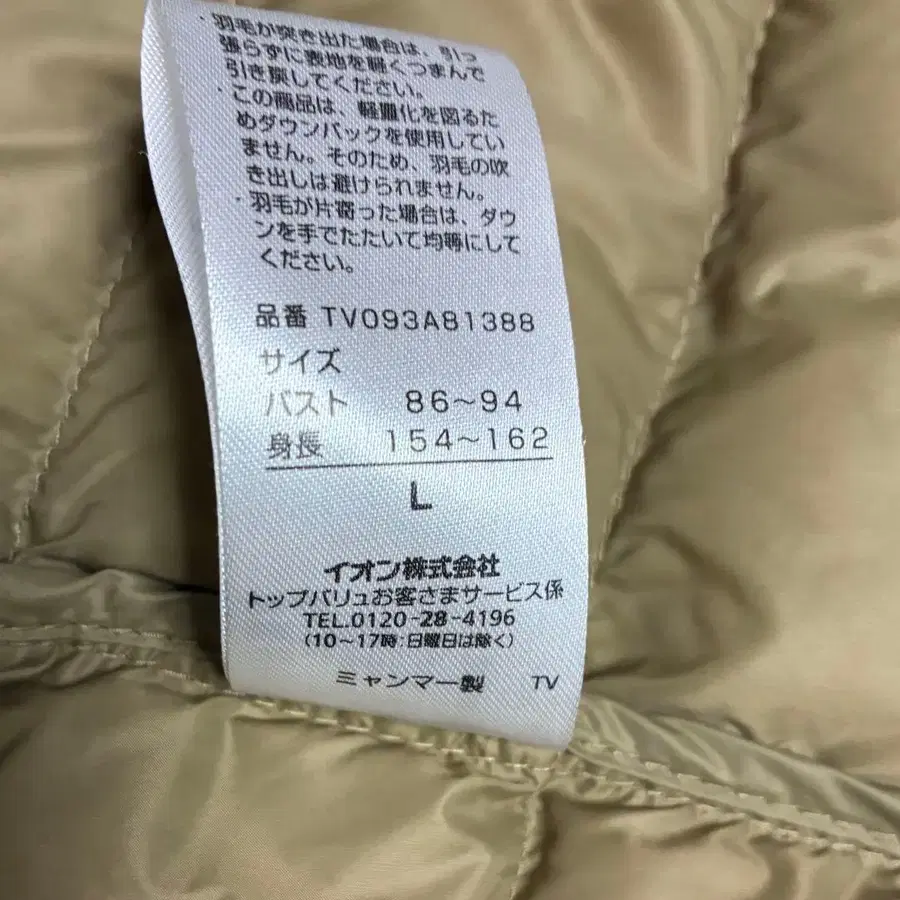 ・羽毛が突き出た場合は、引っ
張らずに表地を軽くつまんで
引き戻してください。
・この商品は、軽量化を図るた
めダウンパックを使用してい
ません。そのため、羽毛の吹
き出しは避けられません。
・羽毛が片寄った場合は、ダウ
ンを手でたたいて均等にして
ください。
品番 TV093A81388
サイズ
バスト 86〜94
身長 154〜162
L
イオン株式会社
トップバリュお客さまサービス係
TEL.0120-28-4196
(10〜17時:日曜日は除く)
ミャンマー製 TV